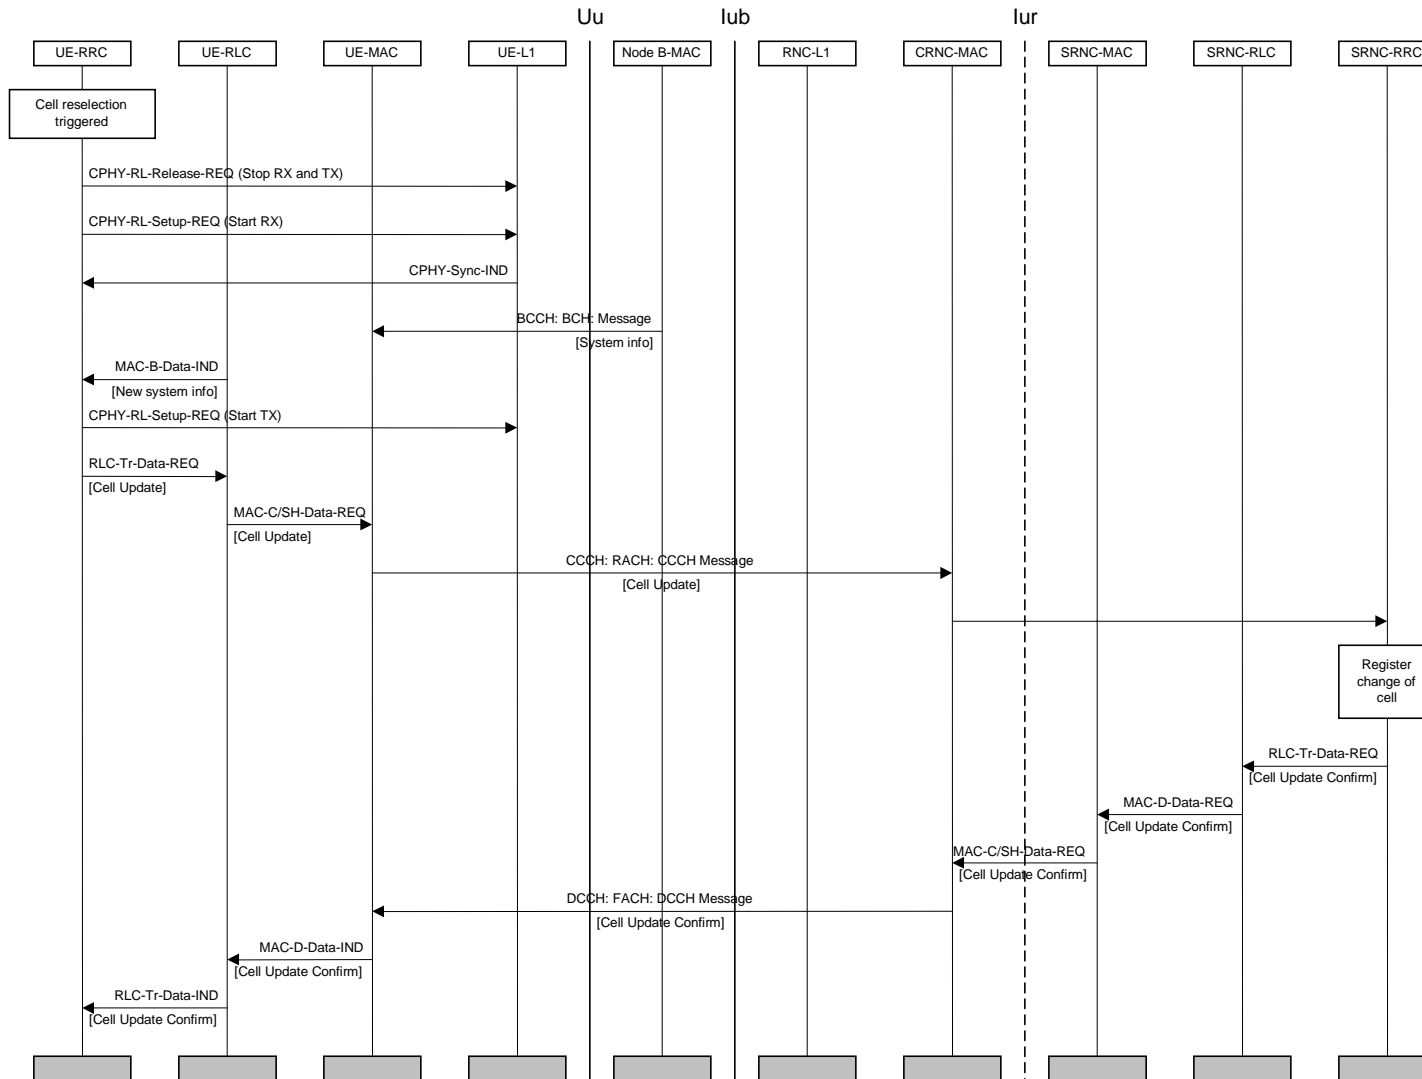 Uu
Iub
Iur
UE-RRC
UE-RLC
UE-MAC
UE-L1
Node B-MAC
RNC-L1
CRNC-MAC
SRNC-MAC
SRNC-RLC
SRNC-RRC
Cell reselection
triggered
CPHY-RL-Release-REQ (Stop RX and TX)
CPHY-RL-Setup-REQ (Start RX)
CPHY-Sync-IND
BCCH: BCH: Message
[System info]
MAC-B-Data-IND
[New system info]
CPHY-RL-Setup-REQ (Start TX)
RLC-Tr-Data-REQ
[Cell Update]
MAC-C/SH-Data-REQ
[Cell Update]
CCCH: RACH: CCCH Message
[Cell Update]
Register
change of
cell
RLC-Tr-Data-REQ
[Cell Update Confirm]
MAC-D-Data-REQ
[Cell Update Confirm]
MAC-C/SH-Data-REQ
[Cell Update Confirm]
DCCH: FACH: DCCH Message
[Cell Update Confirm]
MAC-D-Data-IND
[Cell Update Confirm]
RLC-Tr-Data-IND
[Cell Update Confirm]